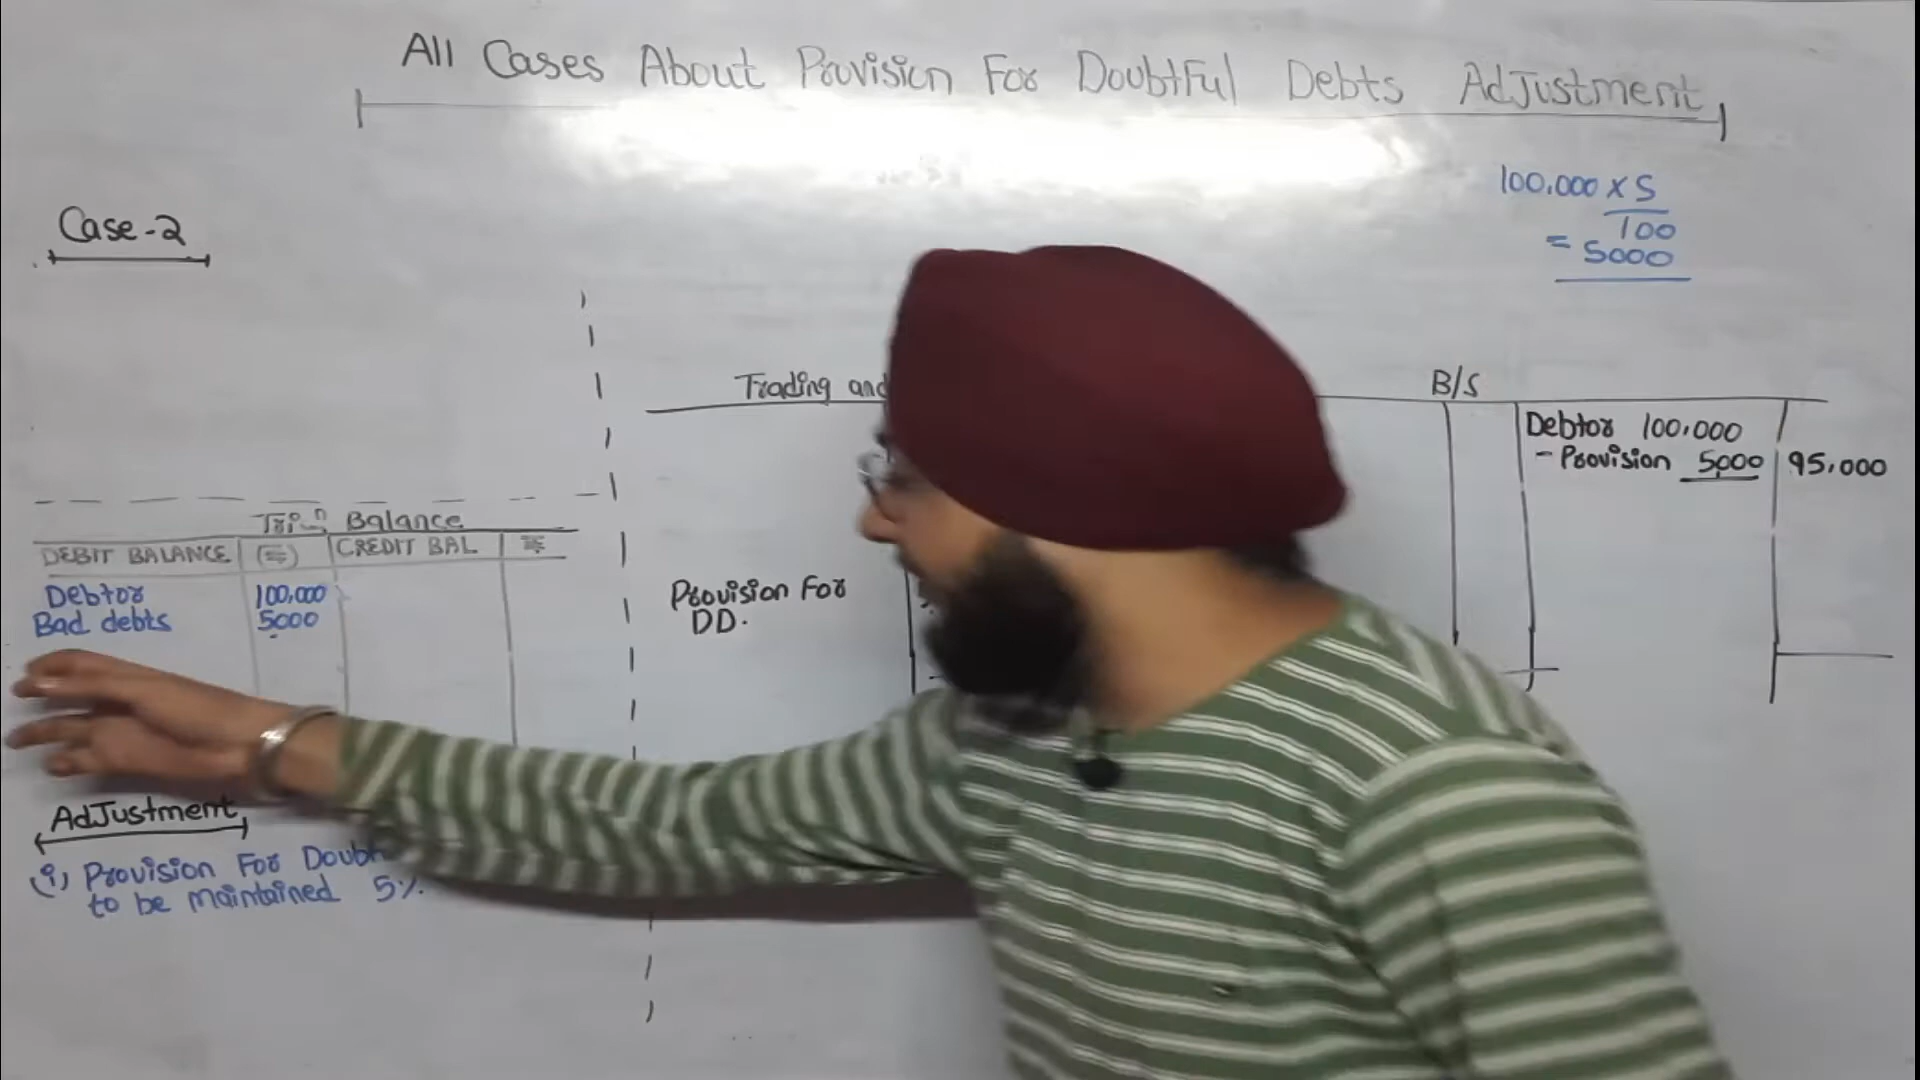 All Cases About Provision For Doubtful Debts Adjustment
100,000 x 5
100
= 5000
Case-2
Trading and
B/S
Debtor 100,000
- Provision 5000 95,000
Balance
DEBIT BALANCE (₹) CREDIT BAL ₹
Debtor 100,000
Bad debts 5000
Provision For
DD.
Adjustment
(i) Provision For
to be maintained 5%.